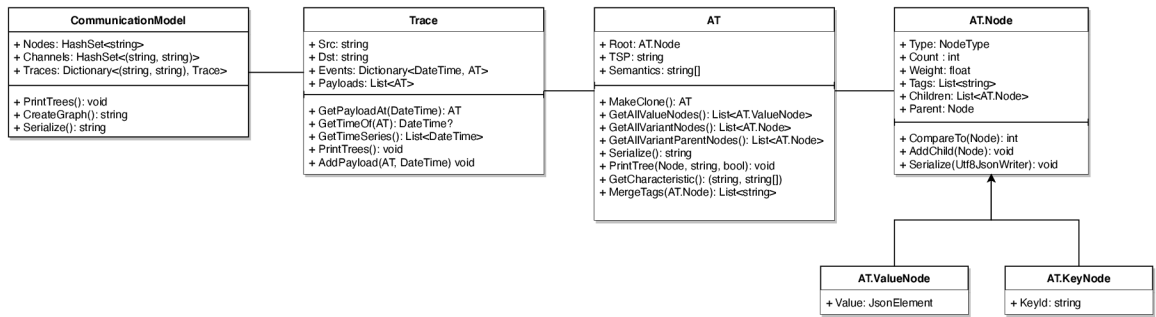 CommunicationModel
+ Nodes: HashSet<string>
+ Channels: HashSet<(string, string)>
+ Traces: Dictionary<(string, string), Trace>
+ PrintTrees(): void
+ CreateGraph(): string
+ Serialize(): string
Trace
+ Src: string
+ Dst: string
+ Events: Dictionary<DateTime, AT>
+ Payloads: List<AT>
+ GetPayloadAt(DateTime): AT
+ GetTimeOf(AT): DateTime?
+ GetTimeSeries(): List<DateTime>
+ PrintTrees(): void
+ AddPayload(AT, DateTime) void
AT
+ Root: AT.Node
+ TSP: string
+ Semantics: string[]
+ MakeClone(): AT
+ GetAllValueNodes(): List<AT.ValueNode>
+ GetAllVariantNodes(): List<AT.Node>
+ GetAllVariantParentNodes(): List<AT.Node>
+ Serialize(): string
+ PrintTree(Node, string, bool): void
+ GetCharacteristic(): (string, string[])
+ MergeTags(AT.Node): List<string>
AT.Node
+ Type: NodeType
+ Count : int
+ Weight: float
+ Tags: List<string>
+ Children: List<AT.Node>
+ Parent: Node
+ CompareTo(Node): int
+ AddChild(Node): void
+ Serialize(Utf8JsonWriter): void
AT.ValueNode
+ Value: JsonElement
AT.KeyNode
+ KeyId: string